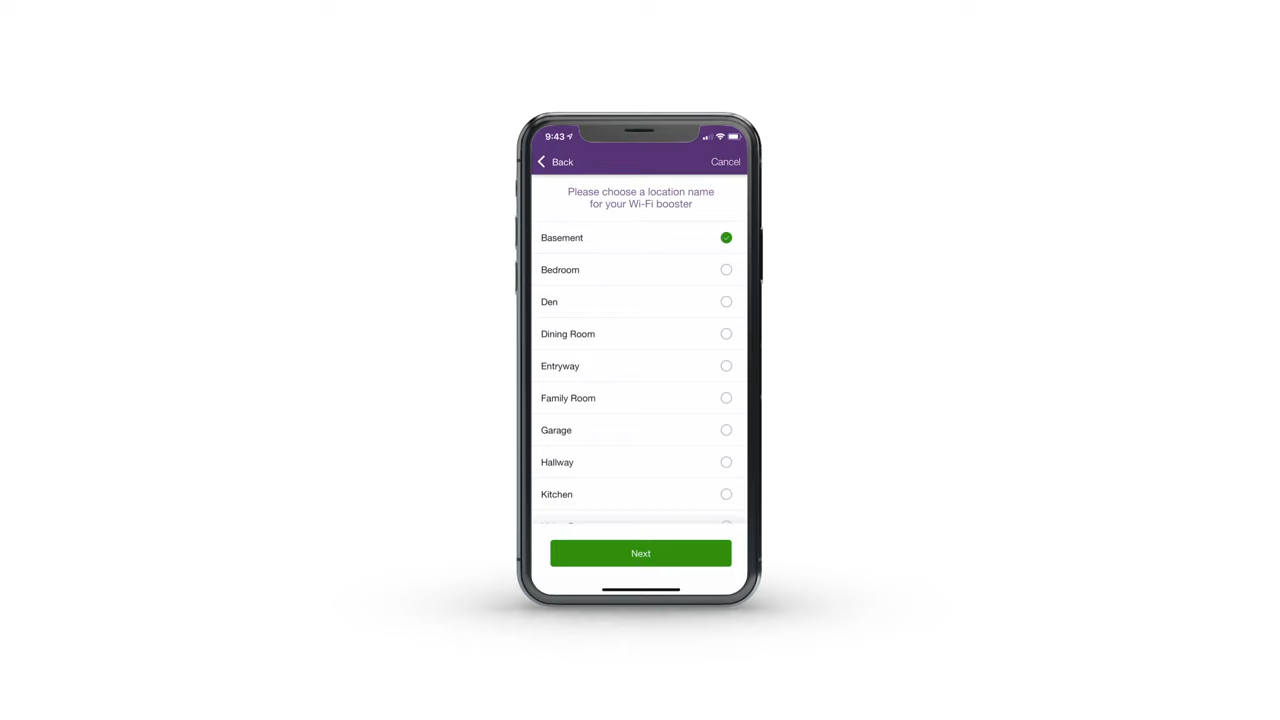 9:43
Back
Cancel
Please choose a location name
for your Wi-Fi booster
Basement
Bedroom
Den
Dining Room
Entryway
Family Room
Garage
Hallway
Kitchen
Next